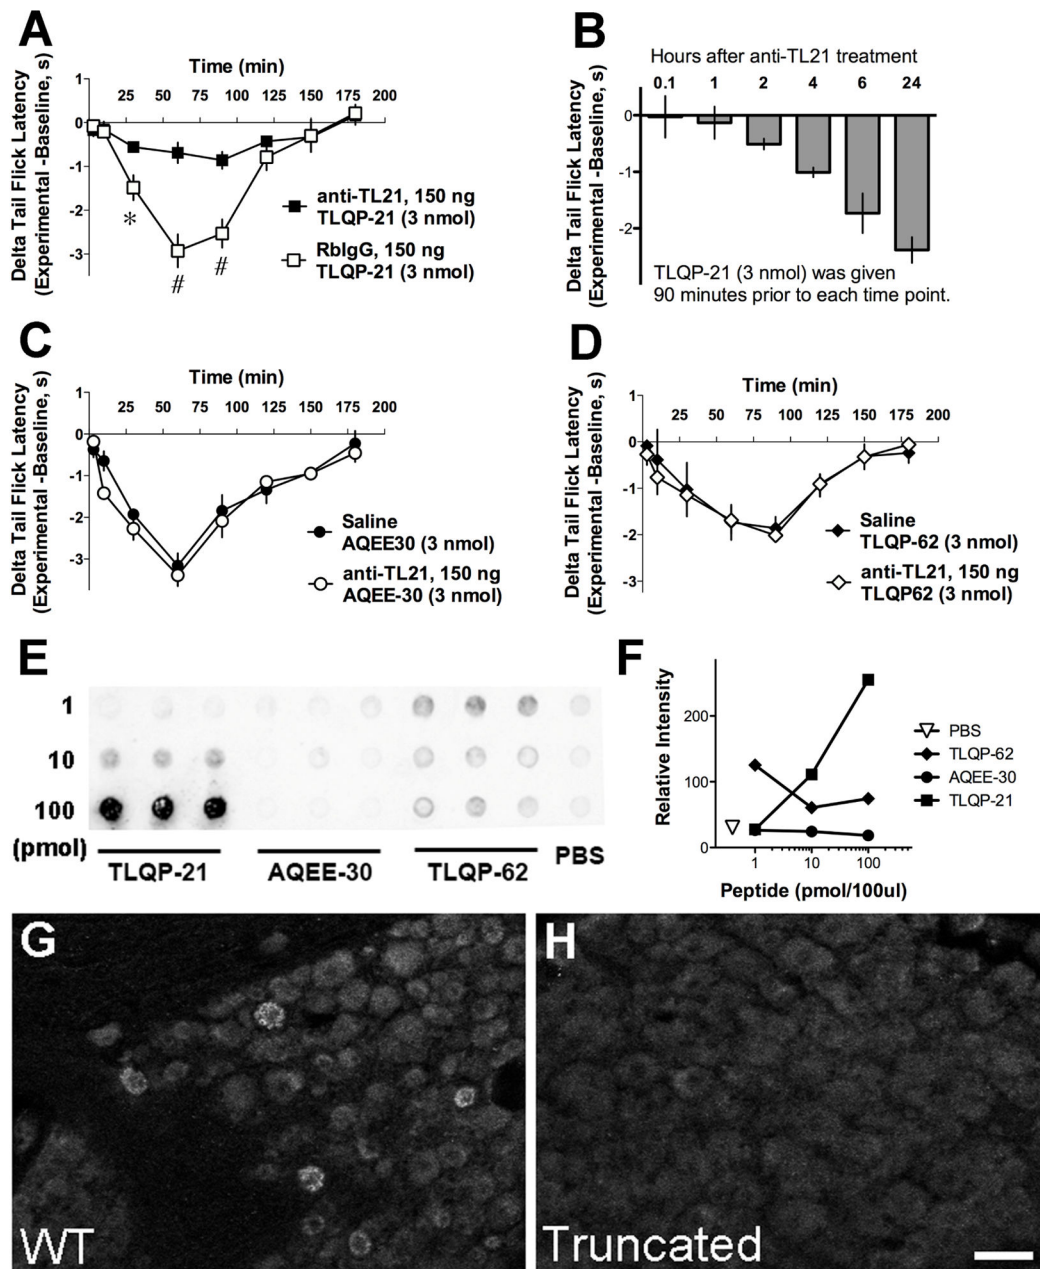 A
Time (min)
25 50 75 100 125 150 175 200
1
0
-1
-2
-3
Delta Tail Flick Latency
(Experimental -Baseline, s)
*
#
#
anti-TL21, 150 ng
TLQP-21 (3 nmol)
RbIgG, 150 ng
TLQP-21 (3 nmol)
B
Hours after anti-TL21 treatment
0.1 1 2 4 6 24
0
-1
-2
Delta Tail Flick Latency
(Experimental -Baseline, s)
TLQP-21 (3 nmol) was given
90 minutes prior to each time point.
C
Time (min)
25 50 75 100 125 150 175 200
1
0
-1
-2
-3
Delta Tail Flick Latency
(Experimental -Baseline, s)
Saline
AQEE30 (3 nmol)
anti-TL21, 150 ng
AQEE-30 (3 nmol)
D
Time (min)
25 50 75 100 125 150 175 200
1
0
-1
-2
-3
Delta Tail Flick Latency
(Experimental -Baseline, s)
Saline
TLQP-62 (3 nmol)
anti-TL21, 150 ng
TLQP62 (3 nmol)
E
1
10
100
(pmol)
TLQP-21
AQEE-30
TLQP-62
PBS
F
Relative Intensity
200
100
0
1 10 100
Peptide (pmol/100ul)
PBS
TLQP-62
AQEE-30
TLQP-21
G
WT
H
Truncated